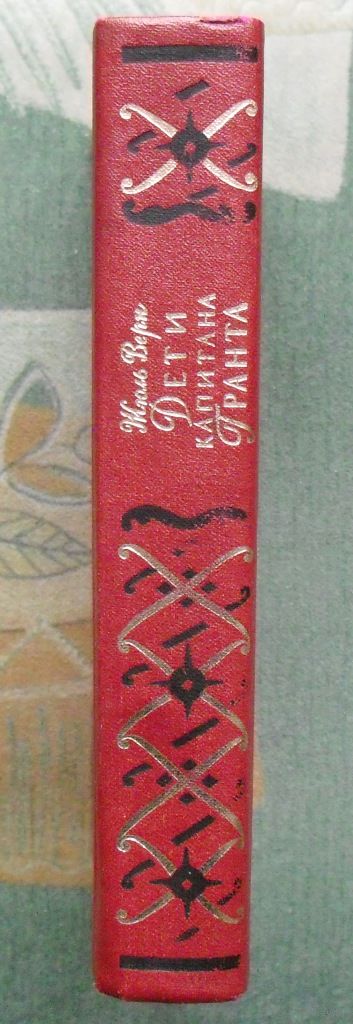 Жюль Верн
Дети
капитана
Гранта